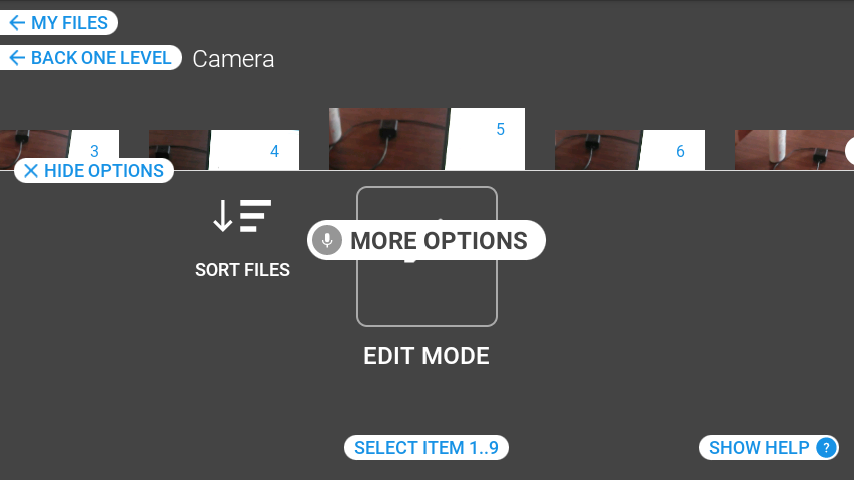 MY FILES
BACK ONE LEVEL Camera
3 4 5 6
HIDE OPTIONS
MORE OPTIONS
SORT FILES
EDIT MODE
SELECT ITEM 1..9
SHOW HELP ?